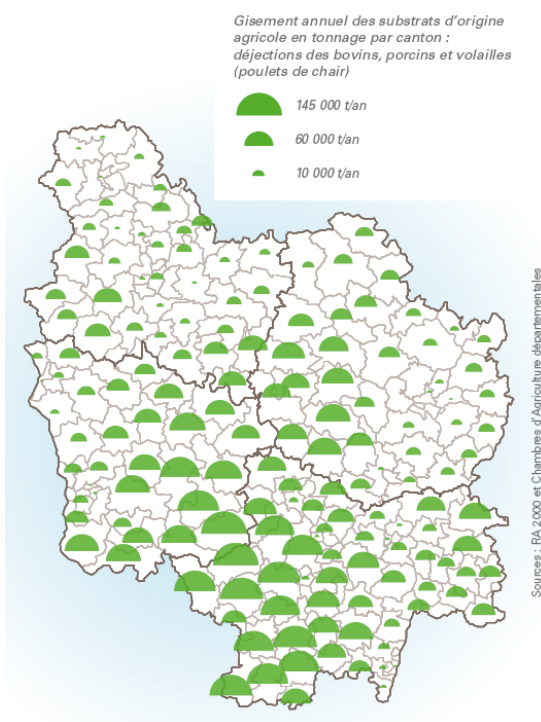 Gisement annuel des substrats d'origine
agricole en tonnage par canton :
déjections des bovins, porcins et volailles
(poulets de chair)
145 000 t/an
60 000 t/an
10 000 t/an
Sources : RA 2000 et Chambres d'Agriculture départementales